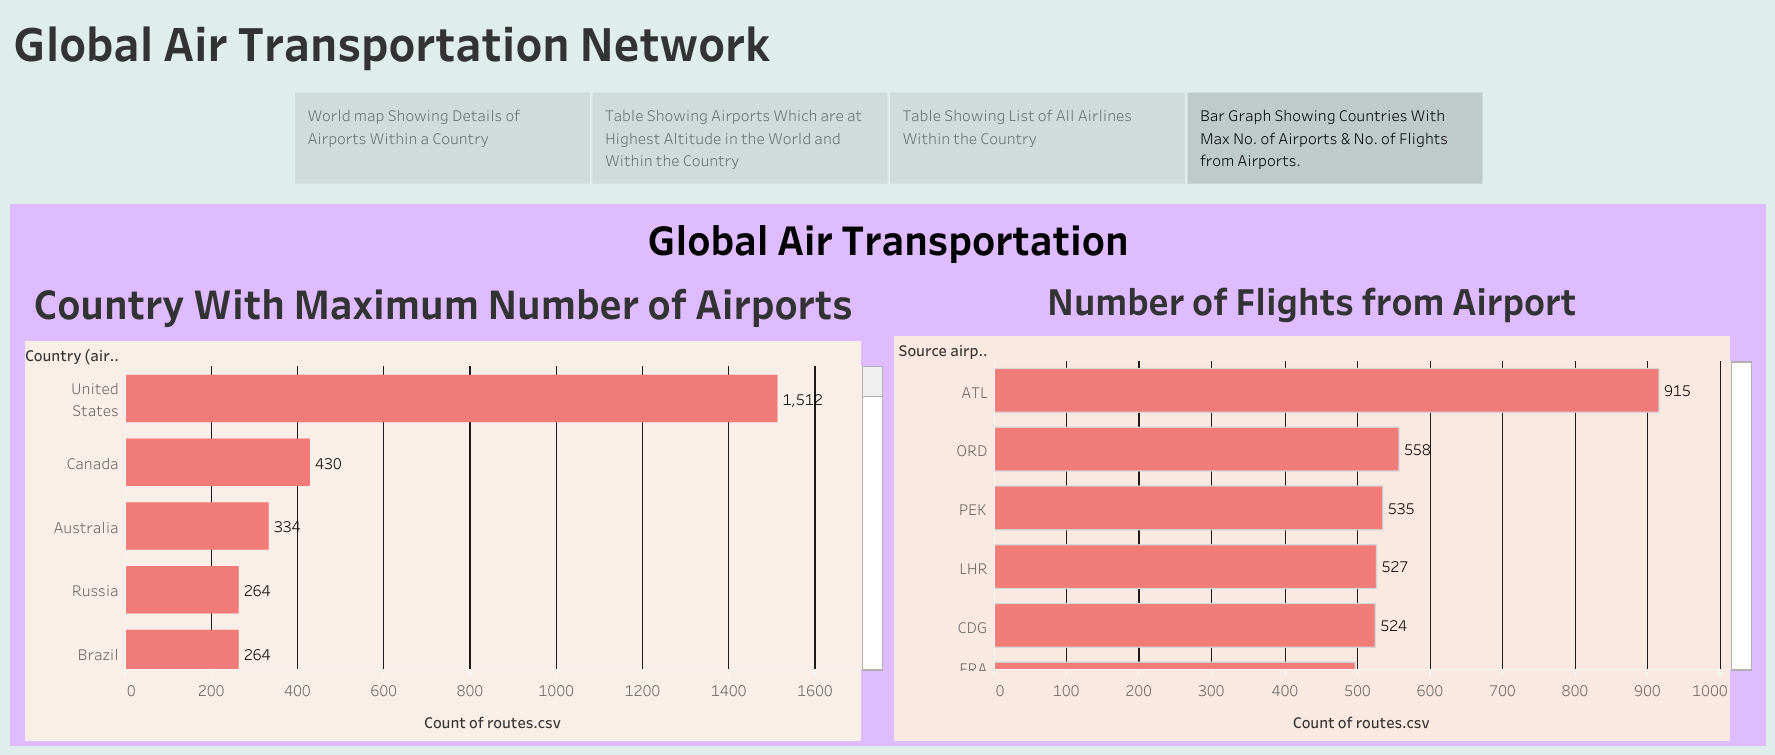 Global Air Transportation Network
World map Showing Details of
Airports Within a Country
Table Showing Airports Which are at
Highest Altitude in the World and
Within the Country
Table Showing List of All Airlines
Within the Country
Bar Graph Showing Countries With
Max No. of Airports & No. of Flights
from Airports.
Global Air Transportation
Country With Maximum Number of Airports
Country (air..
United
States
1,512
Canada
430
Australia
334
Russia
264
Brazil
264
0 200 400 600 800 1000 1200 1400 1600
Count of routes.csv
Number of Flights from Airport
Source airp..
ATL
915
ORD
558
PEK
535
LHR
527
CDG
524
FRA
0 100 200 300 400 500 600 700 800 900 1000
Count of routes.csv